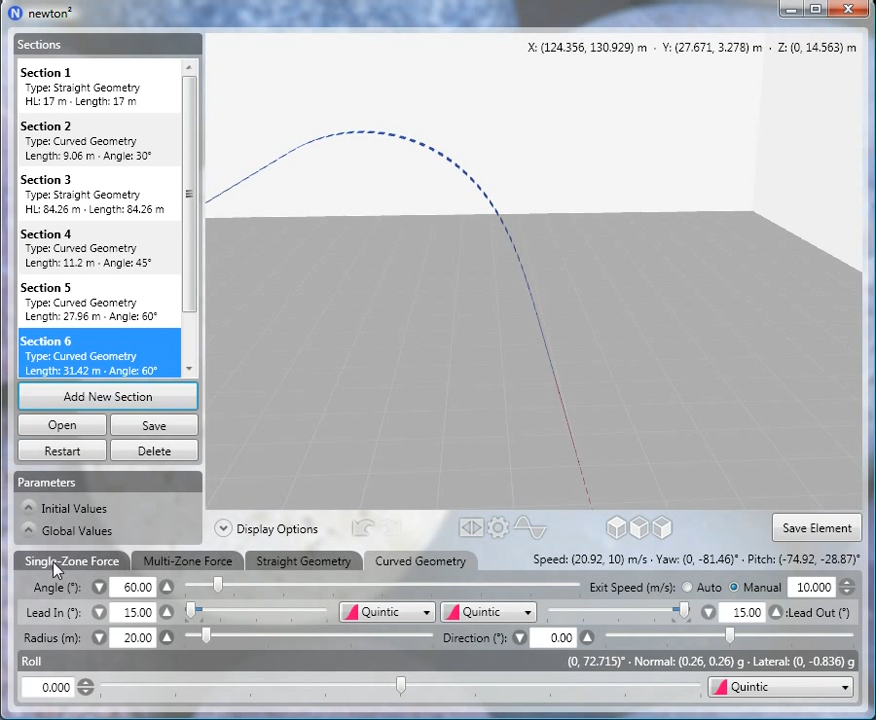 newton²
Sections
X: (124.356, 130.929) m · Y: (27.671, 3.278) m · Z: (0, 14.563) m
Section 1
Type: Straight Geometry
HL: 17 m · Length: 17 m
Section 2
Type: Curved Geometry
Length: 9.06 m · Angle: 30°
Section 3
Type: Straight Geometry
HL: 84.26 m · Length: 84.26 m
Section 4
Type: Curved Geometry
Length: 11.2 m · Angle: 45°
Section 5
Type: Curved Geometry
Length: 27.96 m · Angle: 60°
Section 6
Type: Curved Geometry
Length: 31.42 m · Angle: 60°
Add New Section
Open Save
Restart Delete
Parameters
Initial Values
Global Values
Display Options Save Element
Single-Zone Force Multi-Zone Force Straight Geometry Curved Geometry Speed: (20.92, 10) m/s · Yaw: (0, -81.46)° · Pitch: (-74.92, -28.87)°
Angle (°): 60.00 Exit Speed (m/s): Auto Manual 10.000
Lead In (°): 15.00 Quintic Quintic 15.00 :Lead Out (°)
Radius (m): 20.00 Direction (°): 0.00
Roll (0, 72.715)° · Normal: (0.26, 0.26) g · Lateral: (0, -0.836) g
0.000 Quintic